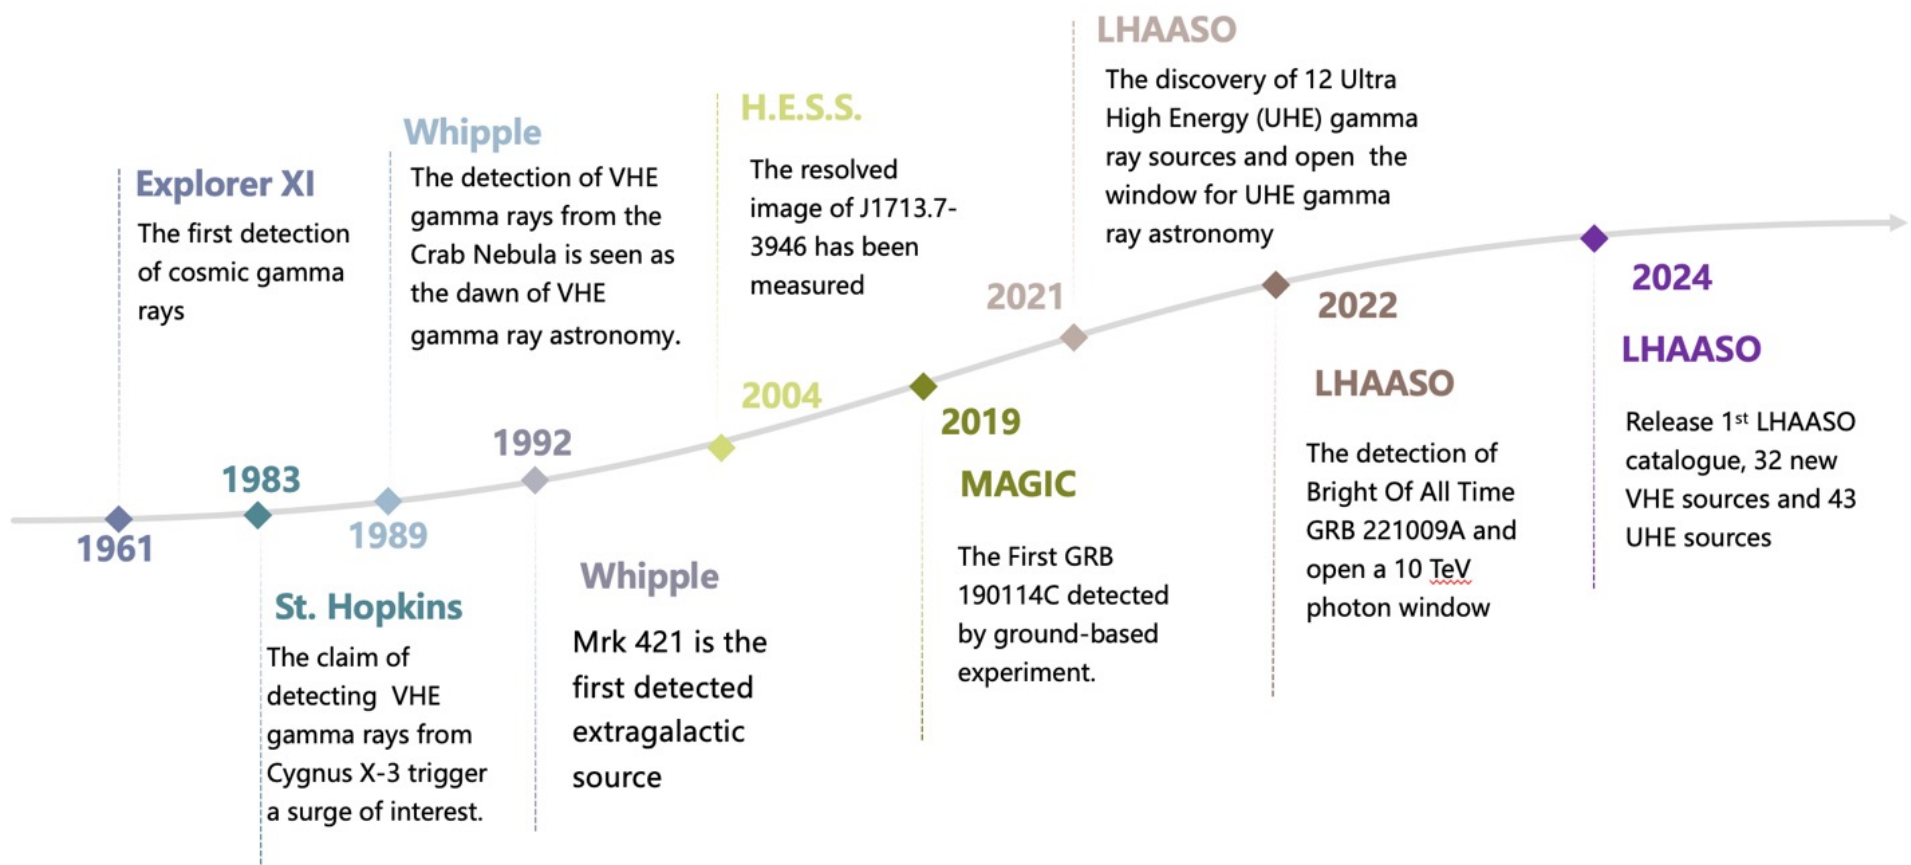 Explorer XI
The first detection
of cosmic gamma
rays
1961
1983
St. Hopkins
The claim of
detecting  VHE
gamma rays from
Cygnus X-3 trigger
a surge of interest.
Whipple
The detection of VHE
gamma rays from the
Crab Nebula is seen as
the dawn of VHE
gamma ray astronomy.
1989
1992
Whipple
Mrk 421 is the
first detected
extragalactic
source
H.E.S.S.
The resolved
image of J1713.7-
3946 has been
measured
2004
2019
MAGIC
The First GRB
190114C detected
by ground-based
experiment.
LHAASO
The discovery of 12 Ultra
High Energy (UHE) gamma
ray sources and open  the
window for UHE gamma
ray astronomy
2021
2022
LHAASO
The detection of
Bright Of All Time
GRB 221009A and
open a 10 TeV
photon window
2024
LHAASO
Release 1st LHAASO
catalogue, 32 new
VHE sources and 43
UHE sources